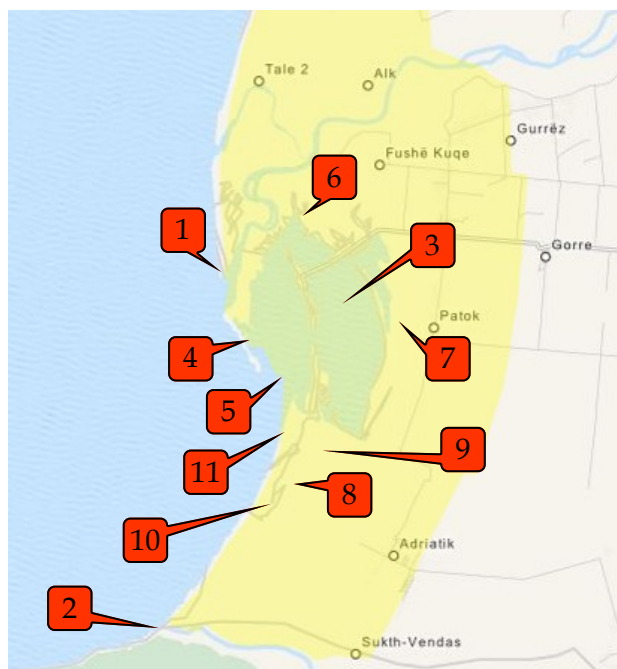 Tale 2
Alk
Gurrëz
Fushë Kuqe
6
1
3
Gorre
Patok
4
7
5
11
9
8
10
Adriatik
2
Sukth-Vendas